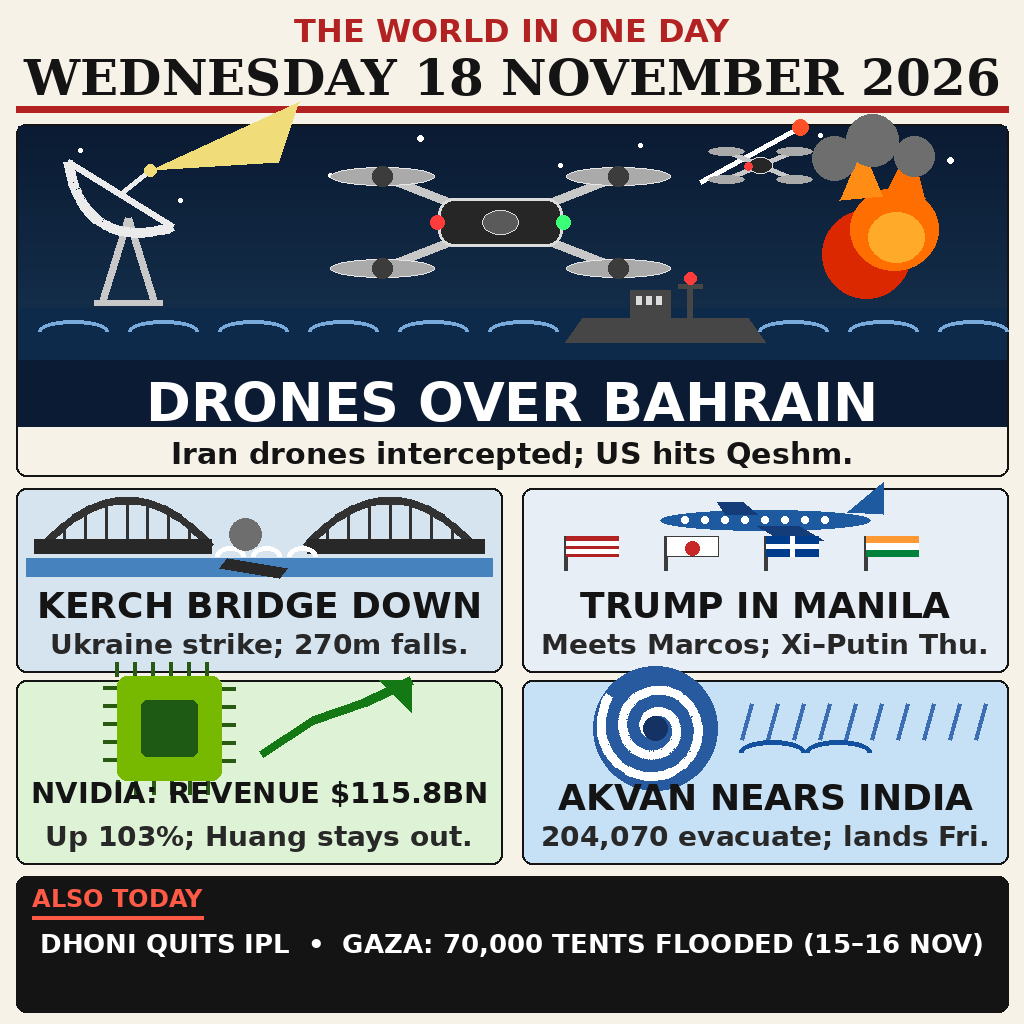 THE WORLD IN ONE DAY
WEDNESDAY 18 NOVEMBER 2026
DRONES OVER BAHRAIN
Iran drones intercepted; US hits Qeshm.
KERCH BRIDGE DOWN
Ukraine strike; 270m falls.
TRUMP IN MANILA
Meets Marcos; Xi–Putin Thu.
NVIDIA: REVENUE $115.8BN
Up 103%; Huang stays out.
AKVAN NEARS INDIA
204,070 evacuate; lands Fri.
ALSO TODAY
DHONI QUITS IPL • GAZA: 70,000 TENTS FLOODED (15–16 NOV)